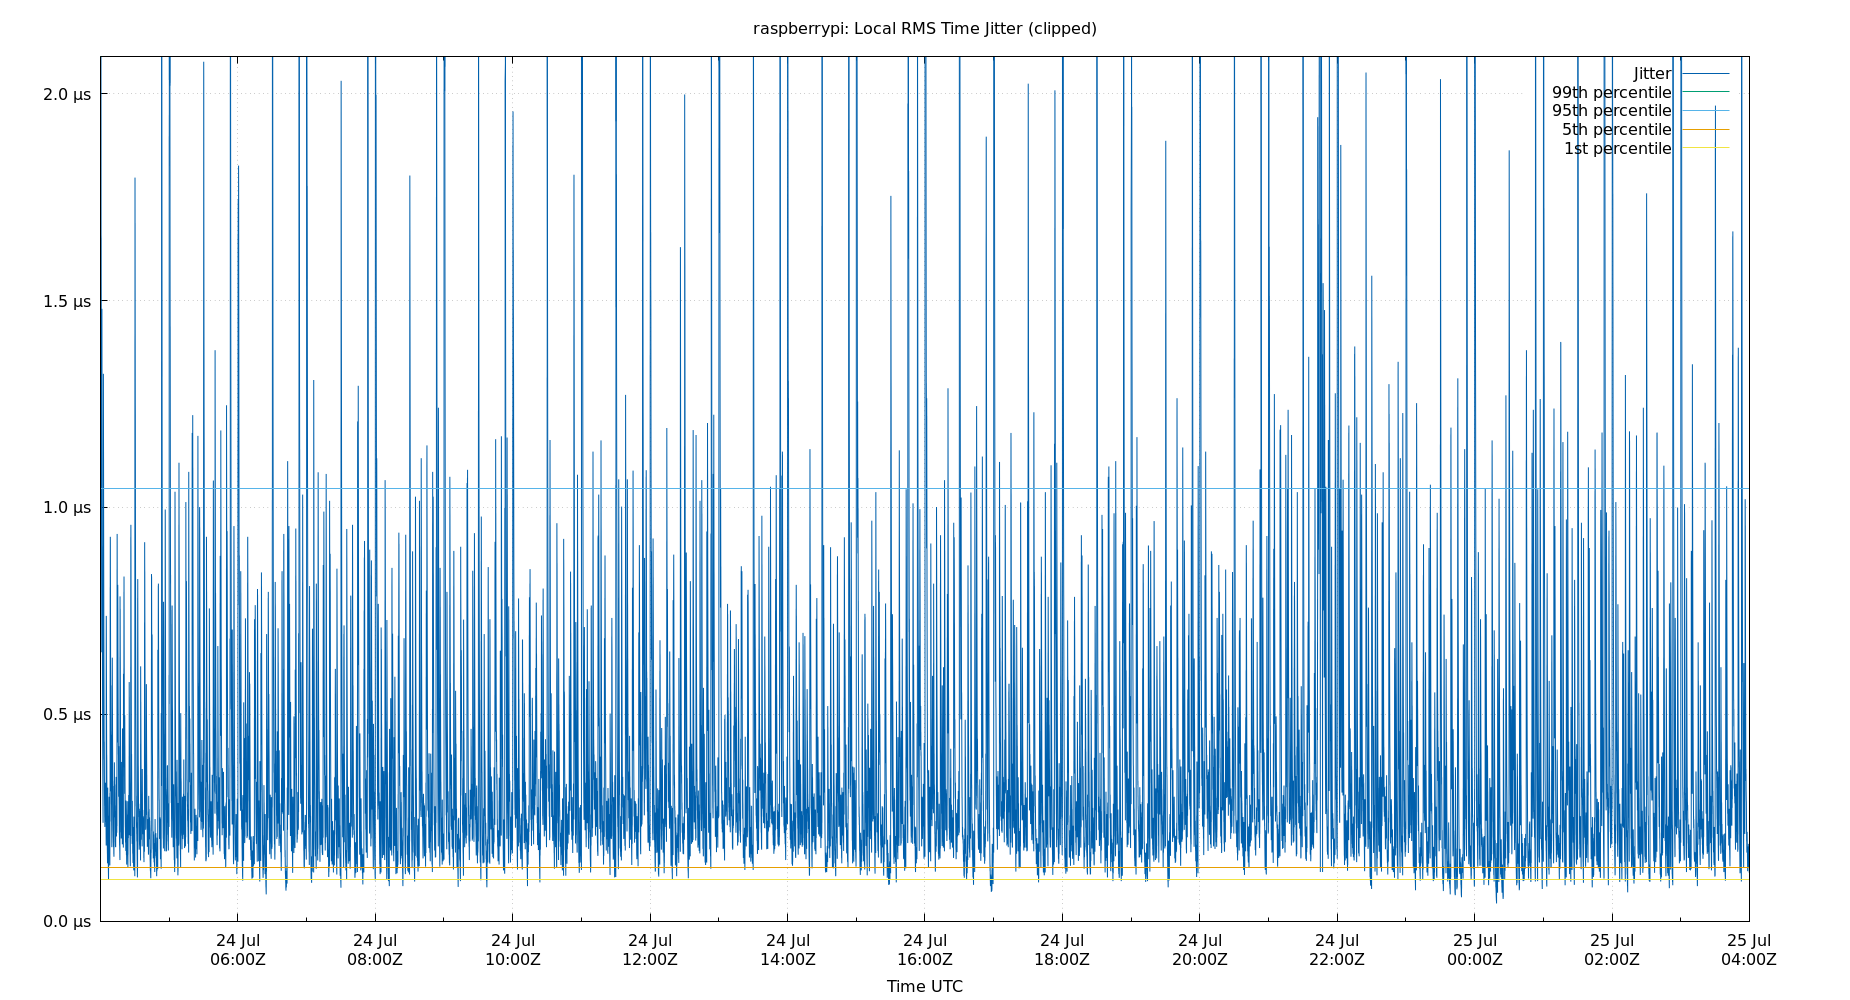 raspberrypi: Local RMS Time Jitter (clipped)
Jitter
99th percentile
95th percentile
5th percentile
1st percentile
2.0 µs
1.5 µs
1.0 µs
0.5 µs
0.0 µs
24 Jul 24 Jul 24 Jul 24 Jul 24 Jul 24 Jul 24 Jul 24 Jul 24 Jul 25 Jul 25 Jul 25 Jul
06:00Z 08:00Z 10:00Z 12:00Z 14:00Z 16:00Z 18:00Z 20:00Z 22:00Z 00:00Z 02:00Z 04:00Z
Time UTC